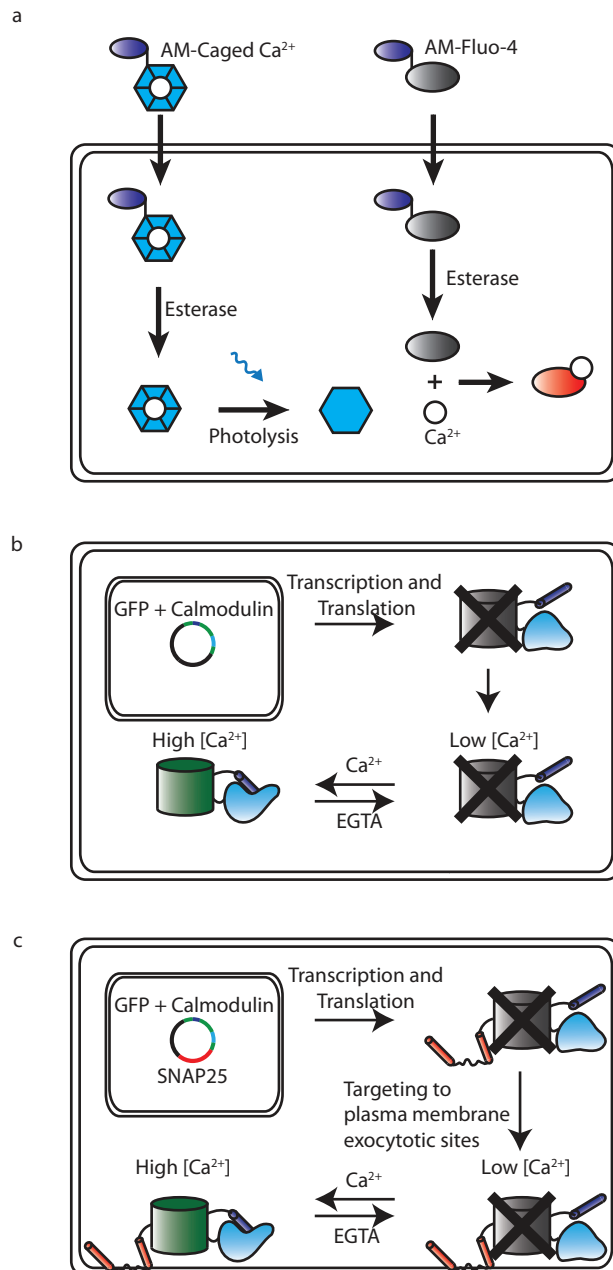 a
AM-Caged Ca²⁺
AM-Fluo-4
Esterase
Esterase
Photolysis
+
Ca²⁺
b
GFP + Calmodulin
Transcription and
Translation
High [Ca²⁺]
Low [Ca²⁺]
Ca²⁺
EGTA
c
GFP + Calmodulin
SNAP25
Transcription and
Translation
Targeting to
plasma membrane
exocytotic sites
High [Ca²⁺]
Low [Ca²⁺]
Ca²⁺
EGTA